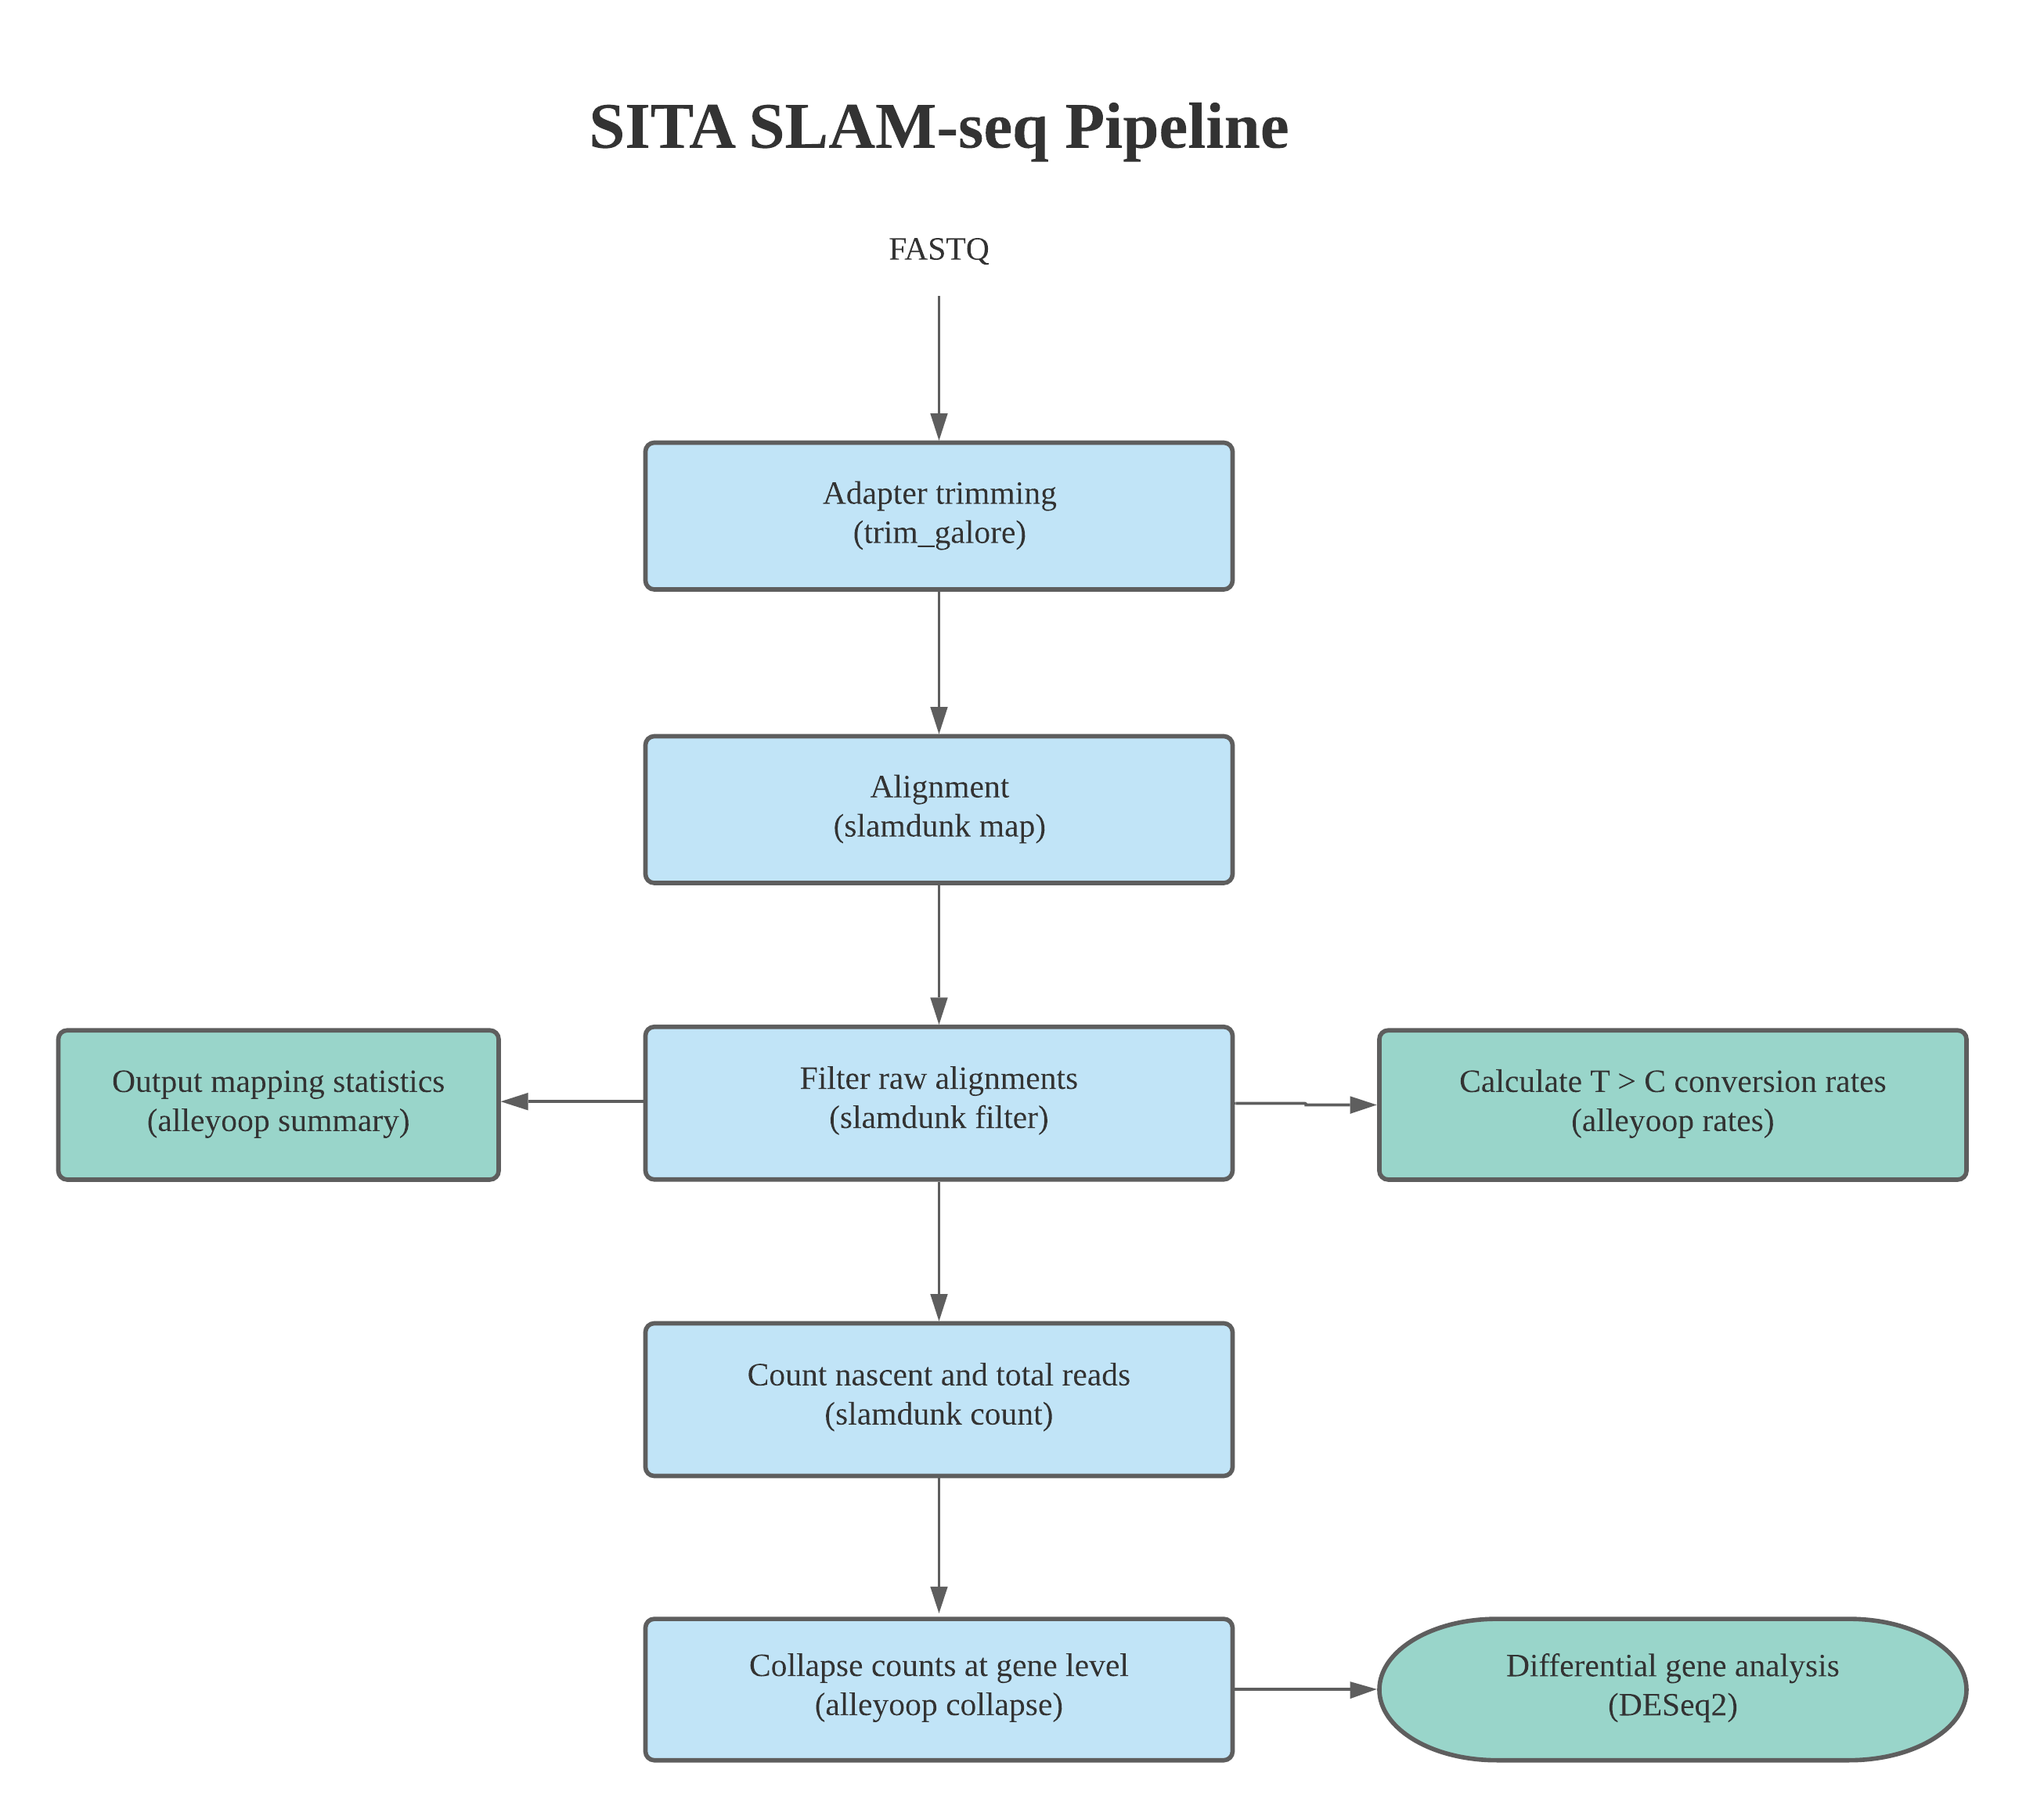 SITA SLAM-seq Pipeline
FASTQ
Adapter trimming
(trim_galore)
Alignment
(slamdunk map)
Output mapping statistics
(alleyoop summary)
Filter raw alignments
(slamdunk filter)
Calculate T > C conversion rates
(alleyoop rates)
Count nascent and total reads
(slamdunk count)
Collapse counts at gene level
(alleyoop collapse)
Differential gene analysis
(DESeq2)